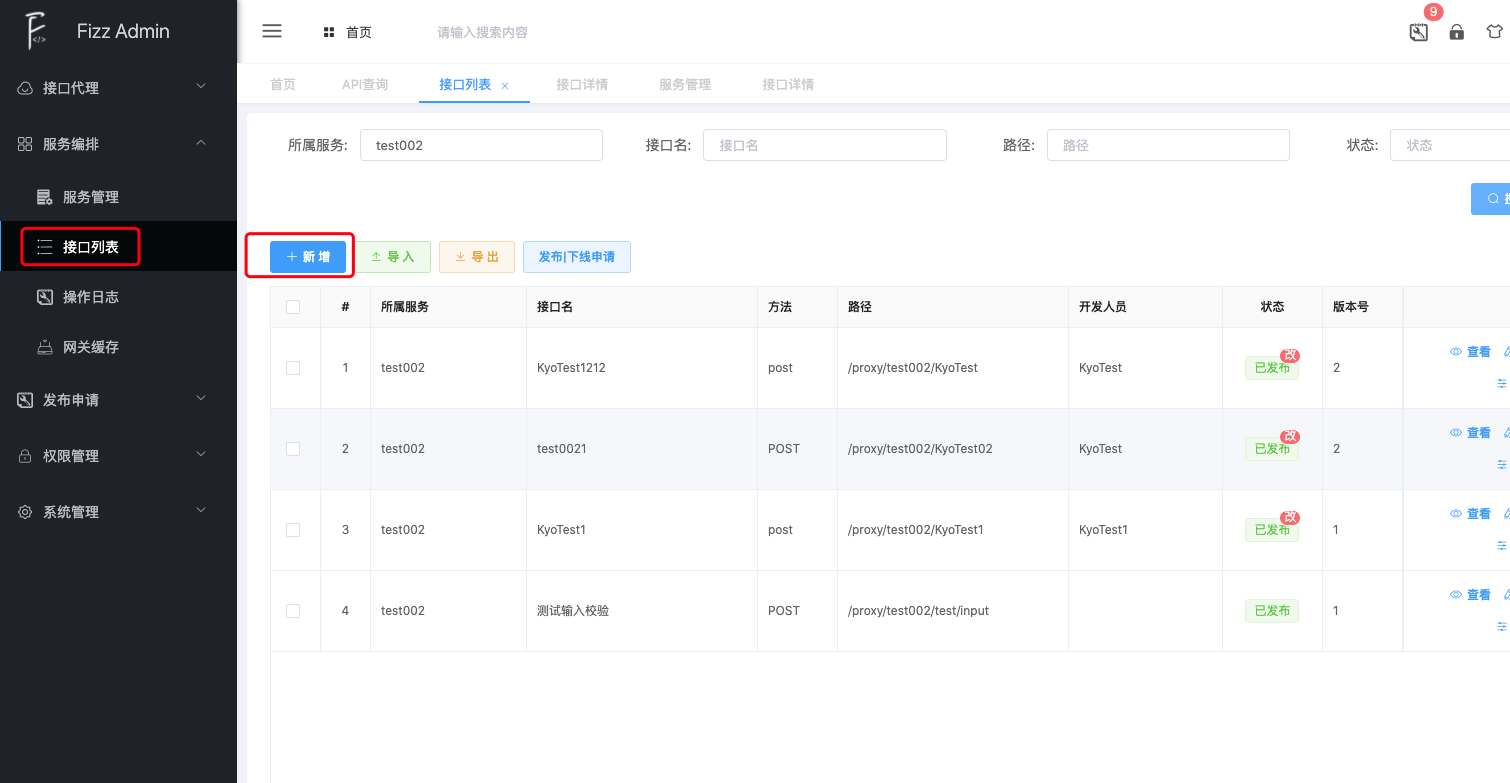 Fizz Admin
首页
请输入搜索内容
9
接口代理
服务编排
服务管理
接口列表
操作日志
网关缓存
发布申请
权限管理
系统管理
首页 API查询 接口列表 × 接口详情 服务管理 接口详情
所属服务: test002 接口名: 接口名 路径: 路径 状态: 状态
+ 新增 导入 导出 发布|下线申请
# 所属服务 接口名 方法 路径 开发人员 状态 版本号
1 test002 KyoTest1212 post /proxy/test002/KyoTest KyoTest 已发布 改 2 查看
2 test002 test0021 POST /proxy/test002/KyoTest02 KyoTest 已发布 改 2 查看
3 test002 KyoTest1 post /proxy/test002/KyoTest1 KyoTest1 已发布 改 1 查看
4 test002 测试输入校验 POST /proxy/test002/test/input 已发布 1 查看